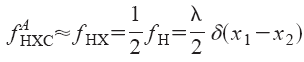 f^A_HXC ≈ f_HX = 1/2 f_H = λ/2 δ(x_1 − x_2)